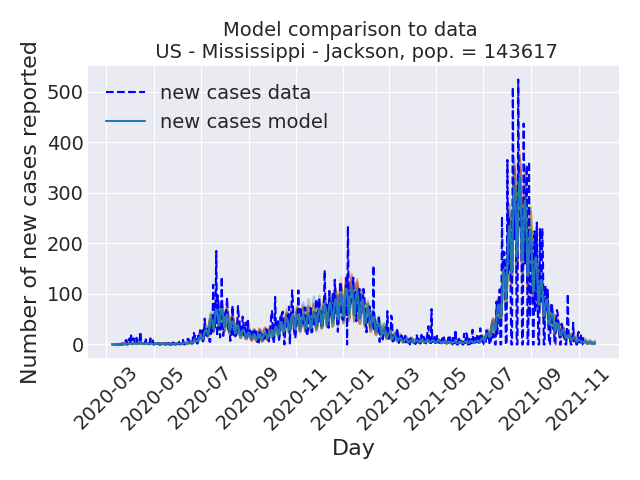 Model comparison to data
US - Mississippi - Jackson, pop. = 143617
Number of new cases reported
500
400
300
200
100
0
new cases data
new cases model
2020-03
2020-05
2020-07
2020-09
2020-11
2021-01
2021-03
2021-05
2021-07
2021-09
2021-11
Day